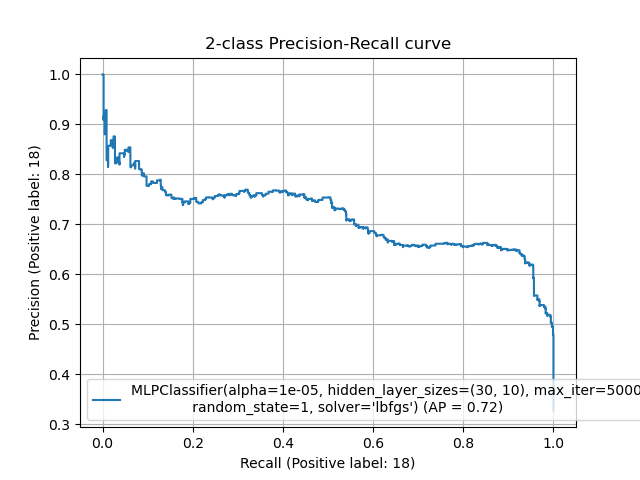 2-class Precision-Recall curve
1.0
0.9
0.8
0.7
0.6
0.5
0.4
0.3
Precision (Positive label: 18)
MLPClassifier(alpha=1e-05, hidden_layer_sizes=(30, 10), max_iter=5000
random_state=1, solver='lbfgs') (AP = 0.72)
0.0 0.2 0.4 0.6 0.8 1.0
Recall (Positive label: 18)